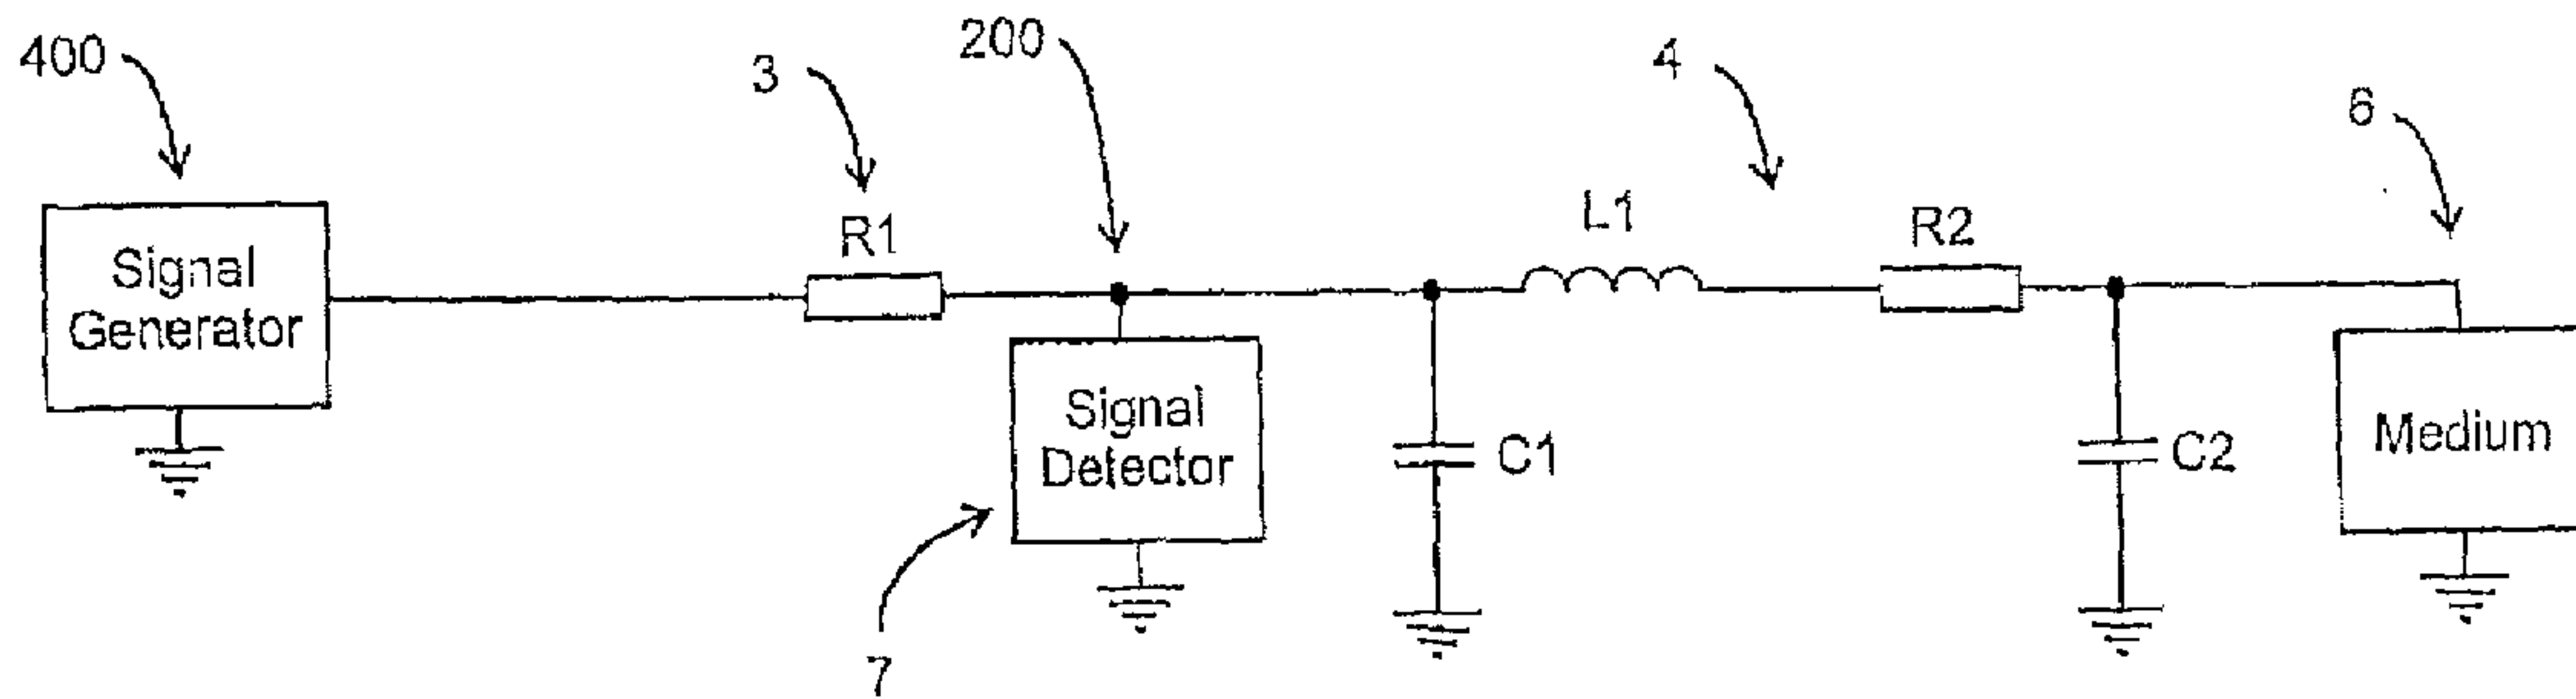 400
3
200
4
6
R1
L1
R2
Signal
Generator
Signal
Detector
C1
C2
Medium
7